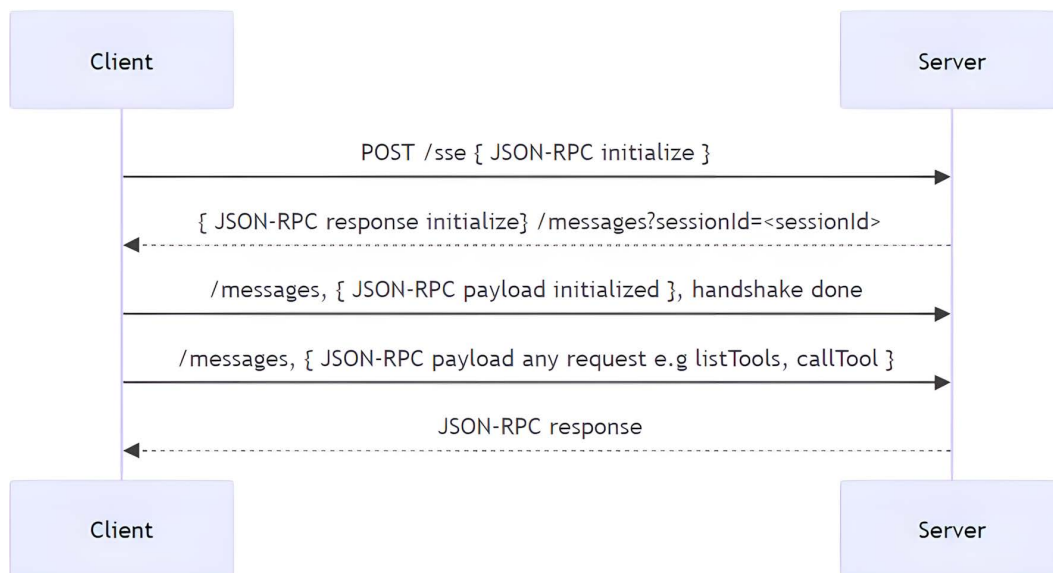 Client
Server
POST /sse { JSON-RPC initialize }
{ JSON-RPC response initialize} /messages?sessionId=<sessionId>
/messages, { JSON-RPC payload initialized }, handshake done
/messages, { JSON-RPC payload any request e.g listTools, callTool }
JSON-RPC response
Client
Server